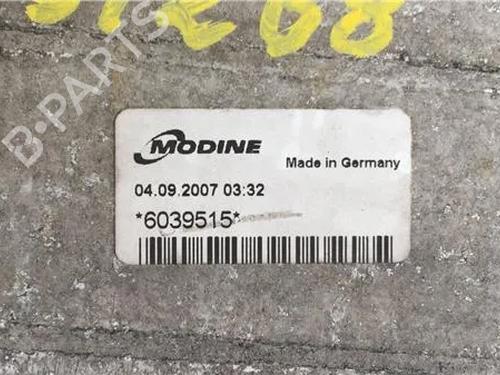 B-PARTS
MODINE
Made in Germany
04.09.2007 03:32
*6039515*